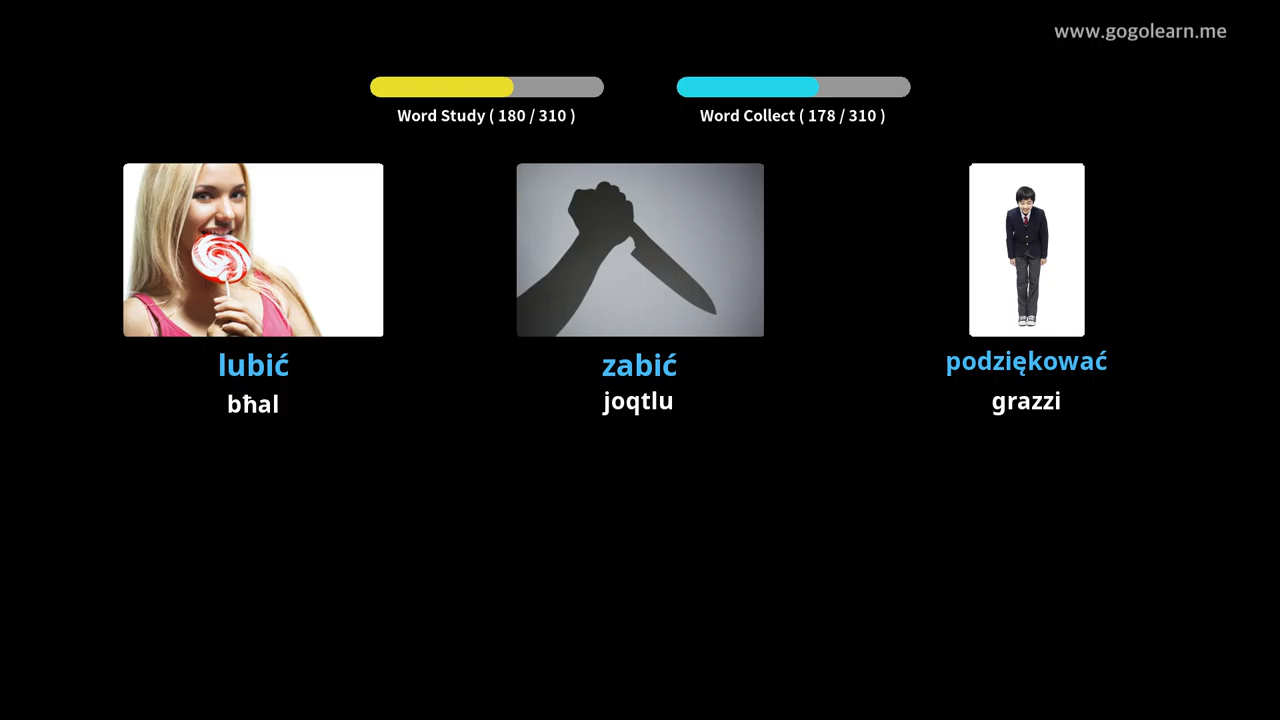 www.gogolearn.me
Word Study ( 180 / 310 )
Word Collect ( 178 / 310 )
lubić
zabić
podziękować
bħal
joqtlu
grazzi